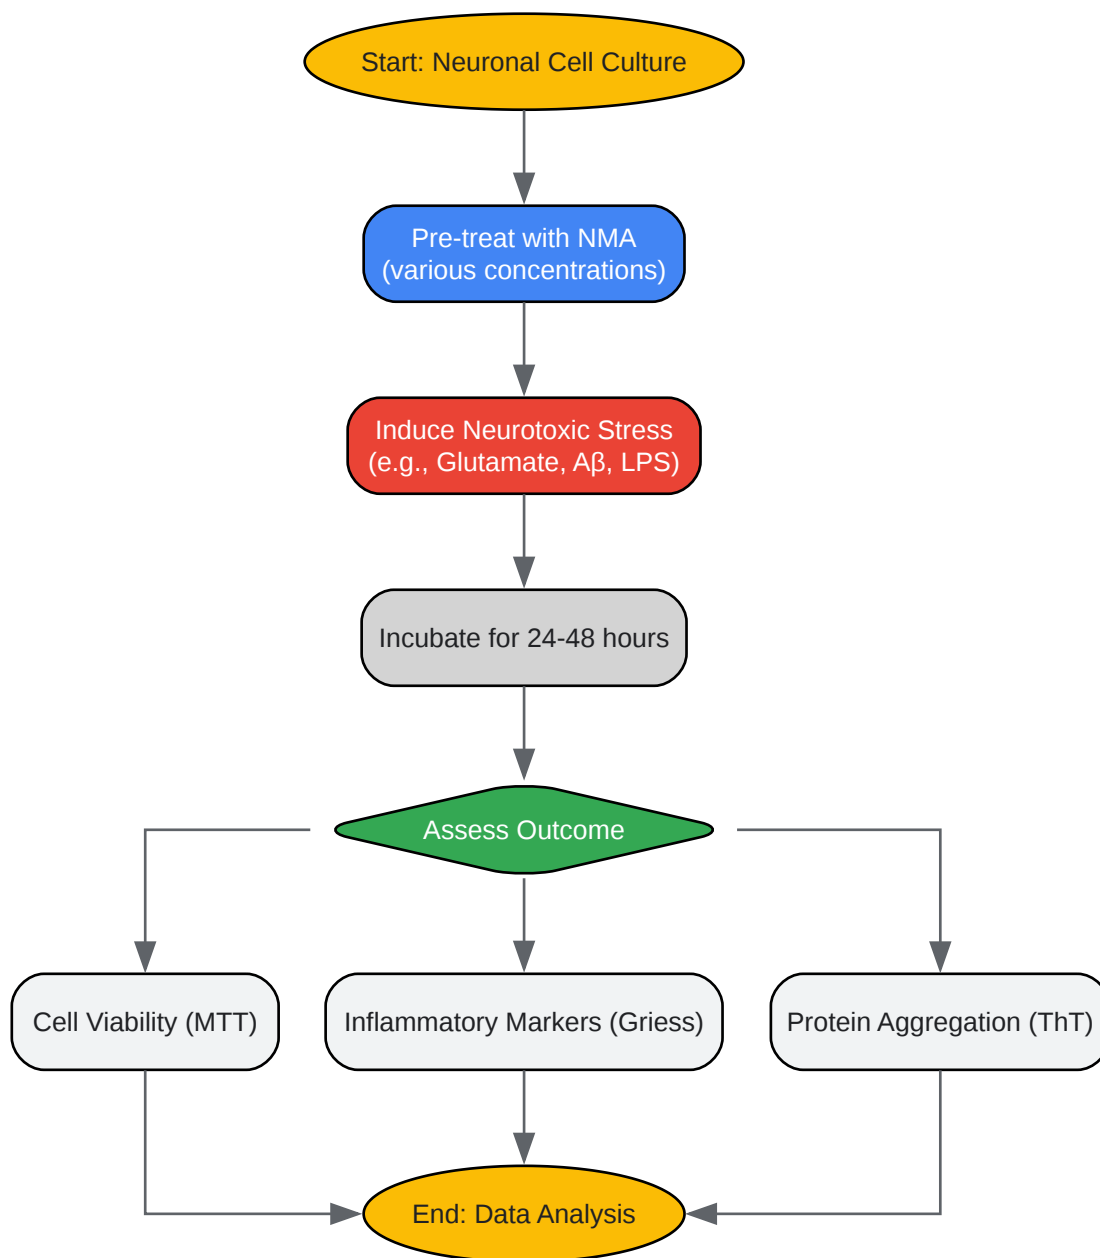 Start: Neuronal Cell Culture
Pre-treat with NMA
(various concentrations)
Induce Neurotoxic Stress
(e.g., Glutamate, Aβ, LPS)
Incubate for 24-48 hours
Assess Outcome
Cell Viability (MTT)
Inflammatory Markers (Griess)
Protein Aggregation (ThT)
End: Data Analysis